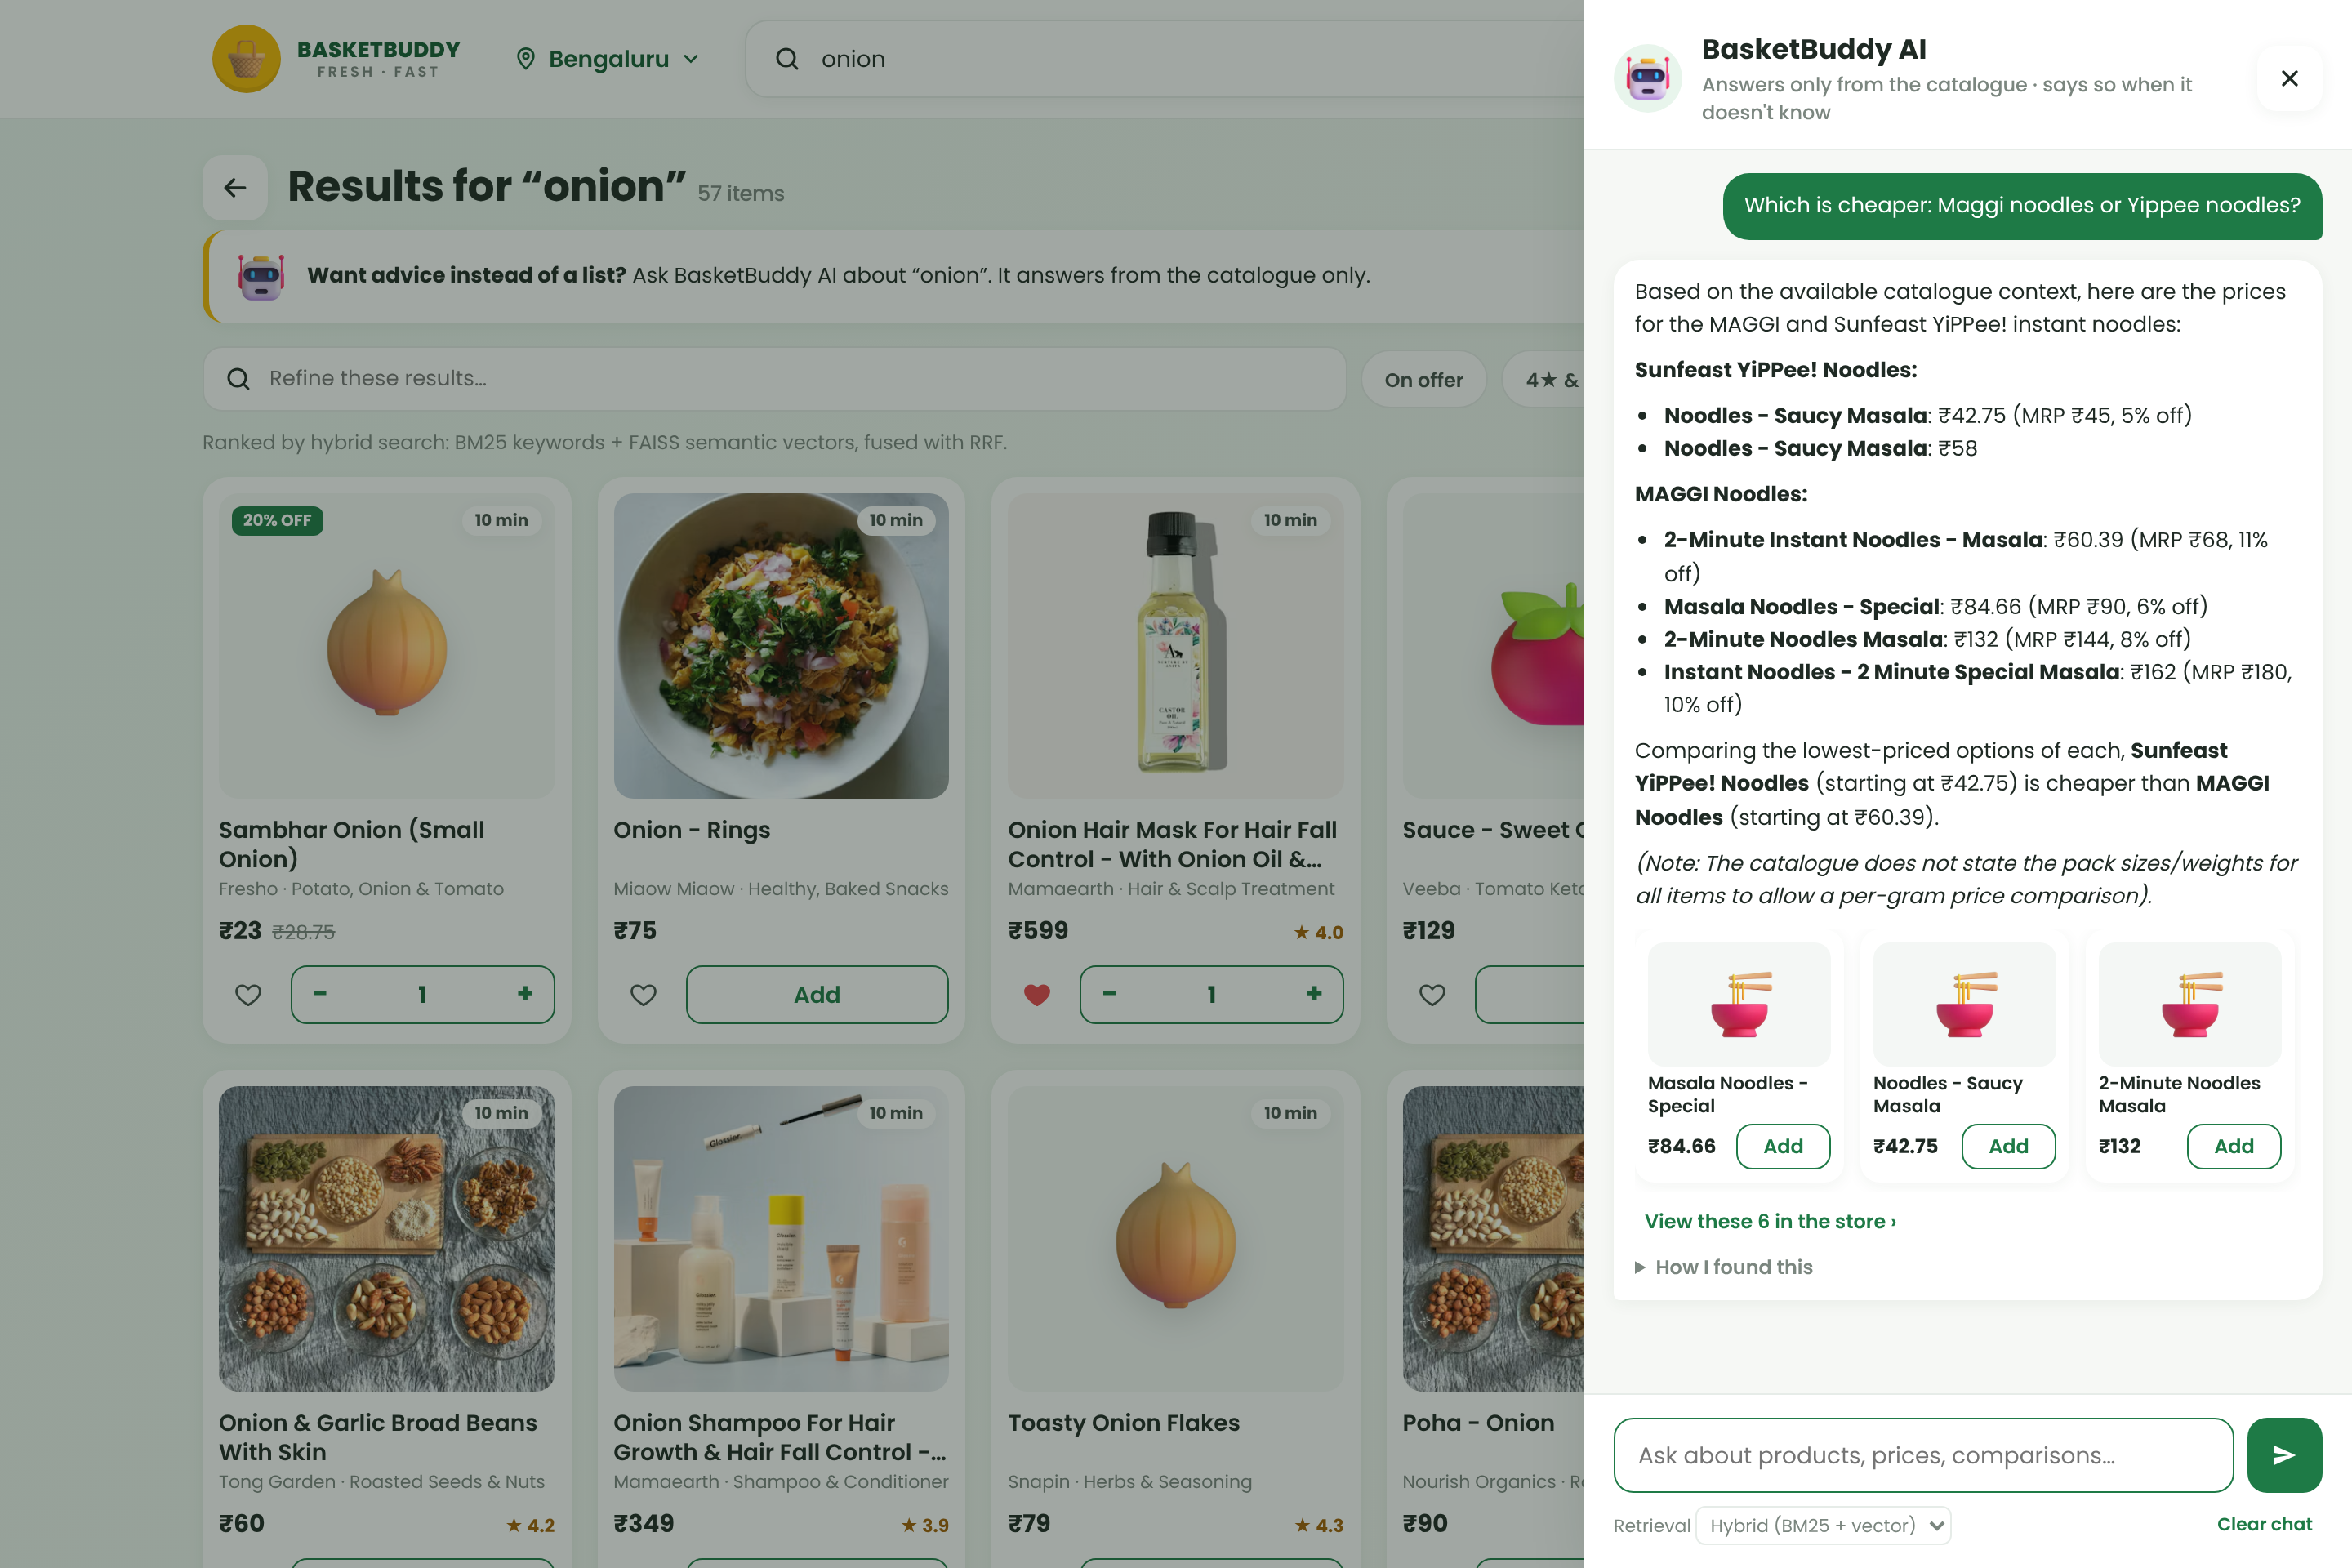 BASKETBUDDY
FRESH · FAST
Bengaluru
onion
Results for “onion” 57 items
Want advice instead of a list? Ask BasketBuddy AI about “onion”. It answers from the catalogue only.
Refine these results...
On offer
4★ &
Ranked by hybrid search: BM25 keywords + FAISS semantic vectors, fused with RRF.
20% OFF
10 min
Sambhar Onion (Small
Onion)
Fresho · Potato, Onion & Tomato
₹23 ₹28.75
− 1 +
10 min
Onion - Rings
Miaow Miaow · Healthy, Baked Snacks
₹75
Add
10 min
CASTOR
OIL
Onion Hair Mask For Hair Fall
Control - With Onion Oil &...
Mamaearth · Hair & Scalp Treatment
₹599 ★ 4.0
− 1 +
Sauce - Sweet
Veeba · Tomato
₹129
10 min
Onion & Garlic Broad Beans
With Skin
Tong Garden · Roasted Seeds & Nuts
₹60 ★ 4.2
10 min
Glossier.
Onion Shampoo For Hair
Growth & Hair Fall Control -...
Mamaearth · Shampoo & Conditioner
₹349 ★ 3.9
10 min
Toasty Onion Flakes
Snapin · Herbs & Seasoning
₹79 ★ 4.3
Poha - Onion
Nourish Organics ·
₹90
BasketBuddy AI
Answers only from the catalogue · says so when it
doesn't know
Which is cheaper: Maggi noodles or Yippee noodles?
Based on the available catalogue context, here are the prices
for the MAGGI and Sunfeast YiPPee! instant noodles:
Sunfeast YiPPee! Noodles:
• Noodles - Saucy Masala: ₹42.75 (MRP ₹45, 5% off)
• Noodles - Saucy Masala: ₹58
MAGGI Noodles:
• 2-Minute Instant Noodles - Masala: ₹60.39 (MRP ₹68, 11%
off)
• Masala Noodles - Special: ₹84.66 (MRP ₹90, 6% off)
• 2-Minute Noodles Masala: ₹132 (MRP ₹144, 8% off)
• Instant Noodles - 2 Minute Special Masala: ₹162 (MRP ₹180,
10% off)
Comparing the lowest-priced options of each, Sunfeast
YiPPee! Noodles (starting at ₹42.75) is cheaper than MAGGI
Noodles (starting at ₹60.39).
(Note: The catalogue does not state the pack sizes/weights for
all items to allow a per-gram price comparison).
Masala Noodles -
Special
₹84.66 Add
Noodles - Saucy
Masala
₹42.75 Add
2-Minute Noodles
Masala
₹132 Add
View these 6 in the store ›
How I found this
Ask about products, prices, comparisons...
Retrieval Hybrid (BM25 + vector)
Clear chat